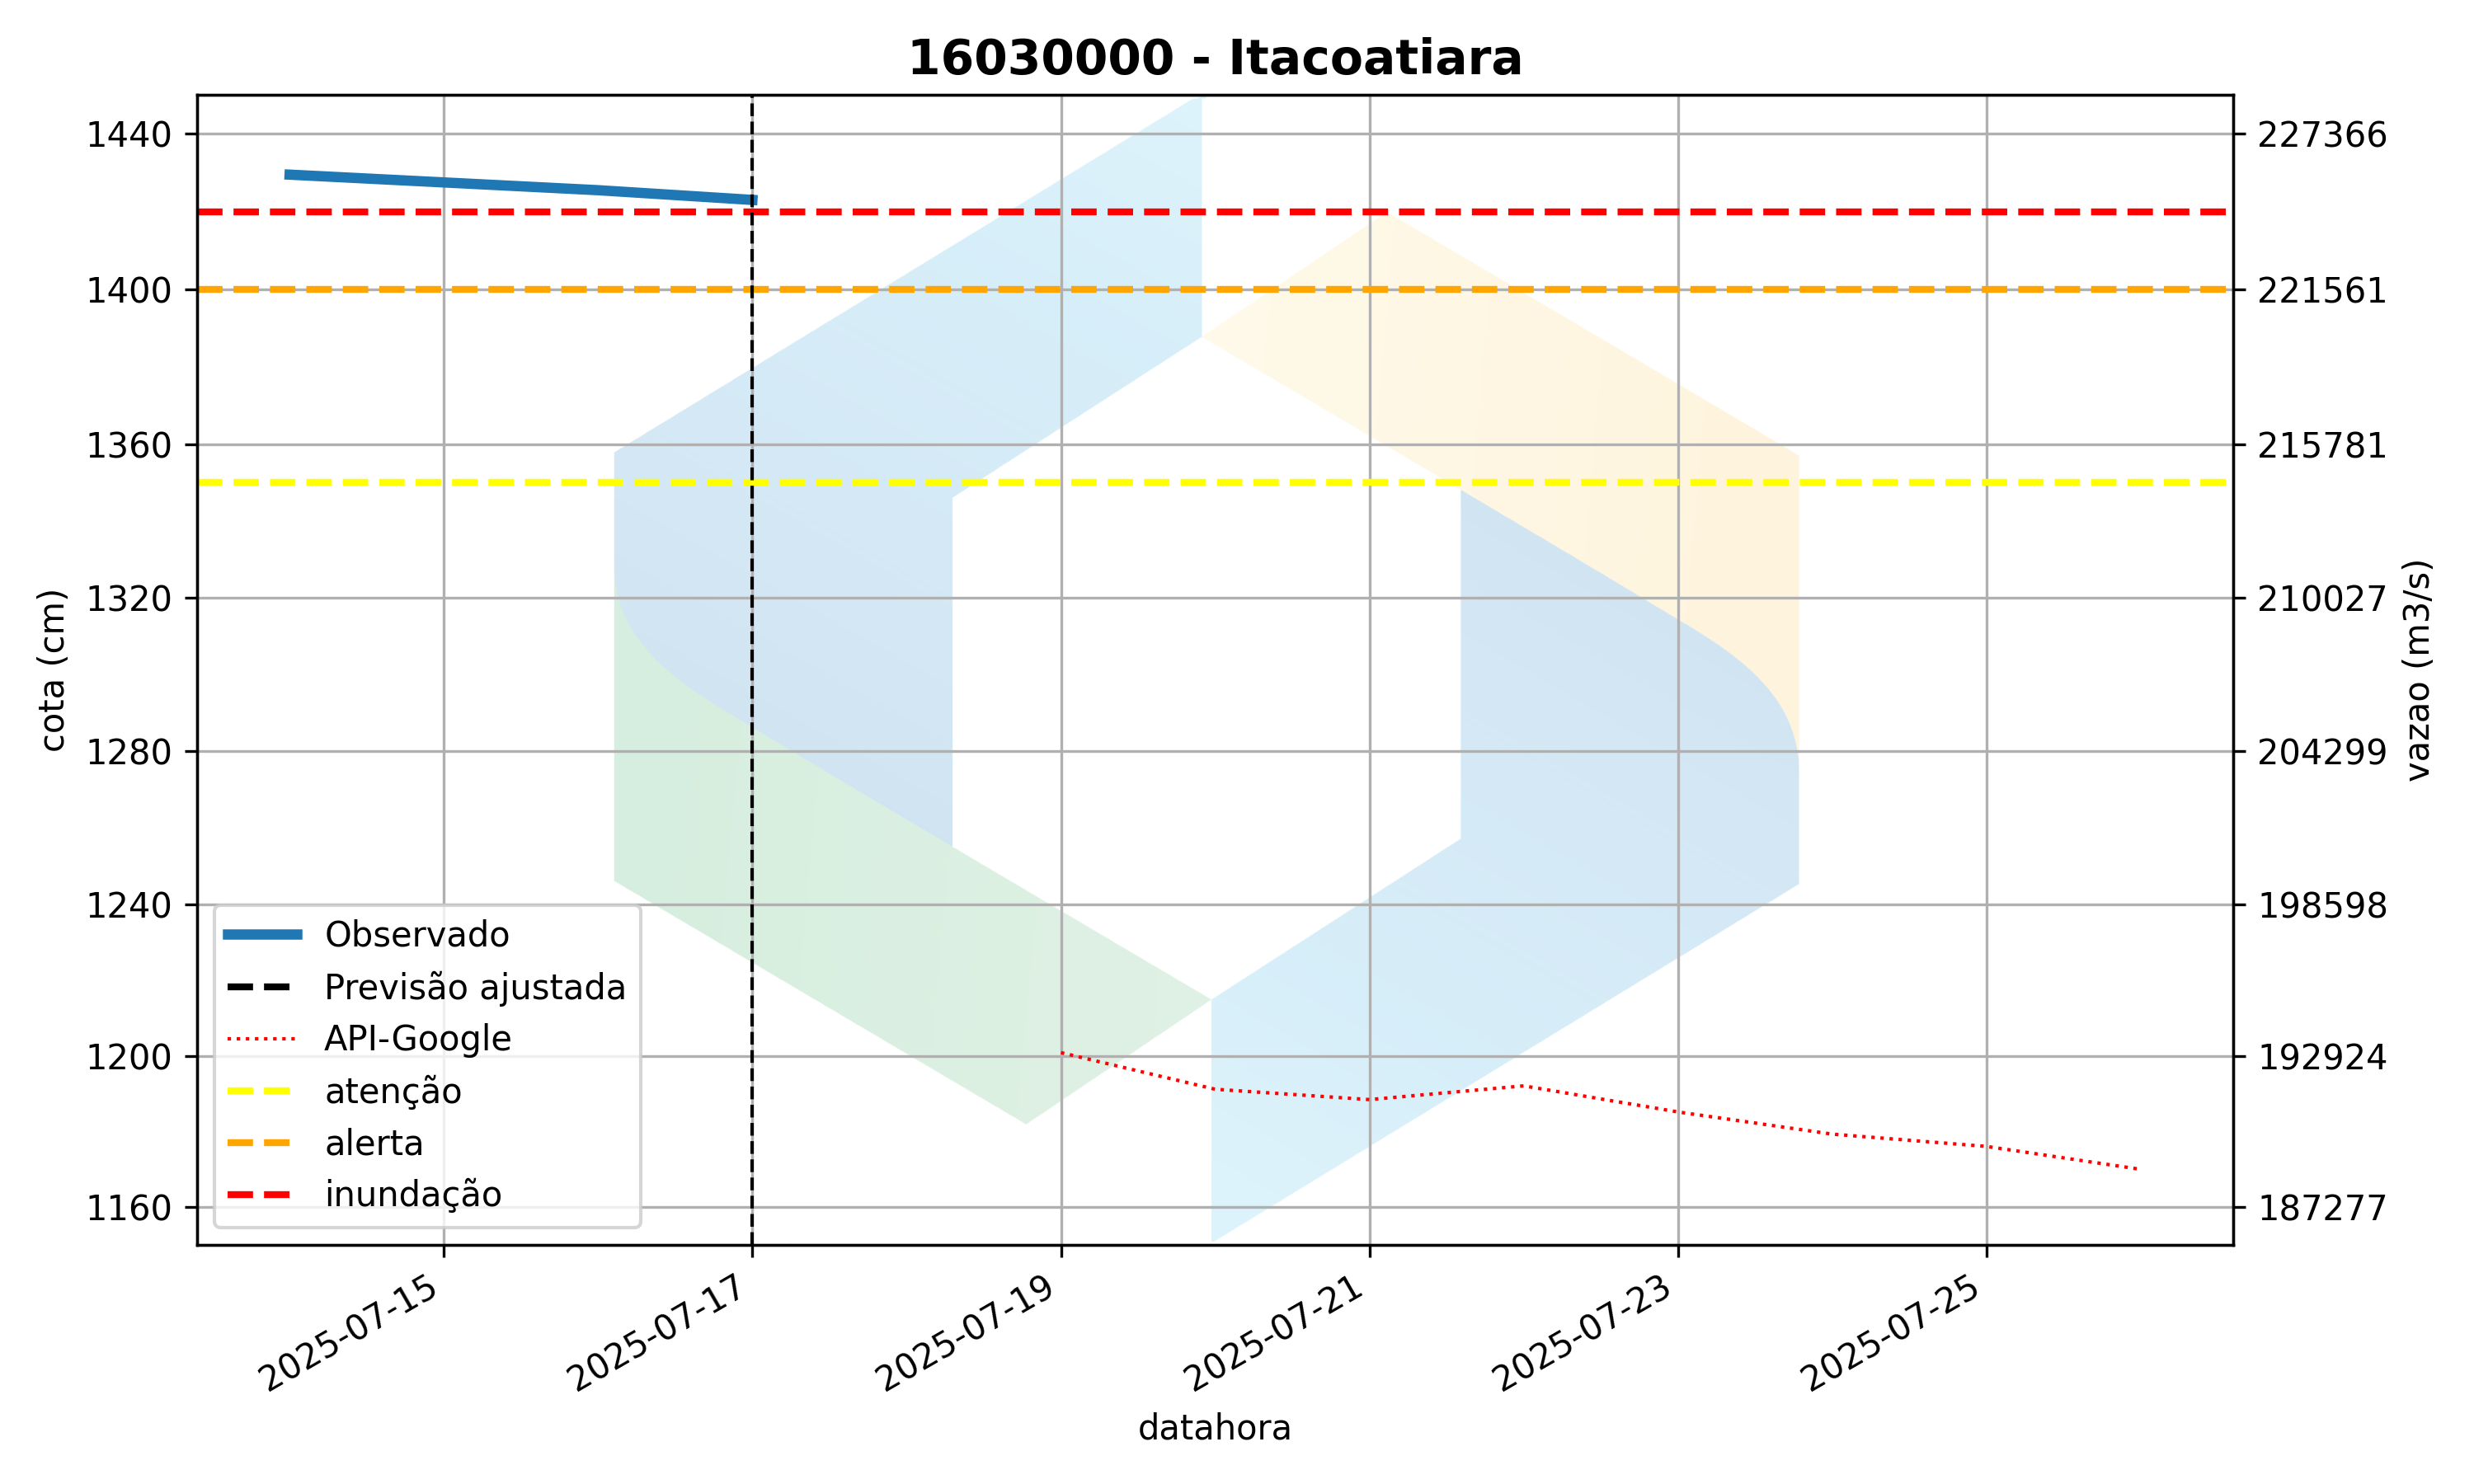 16030000 - Itacoatiara
1440
1400
1360
1320
1280
1240
1200
1160
cota (cm)
227366
221561
215781
210027
204299
198598
192924
187277
vazao (m3/s)
Observado
Previsão ajustada
API-Google
atenção
alerta
inundação
2025-07-15
2025-07-17
2025-07-19
2025-07-21
2025-07-23
2025-07-25
datahora